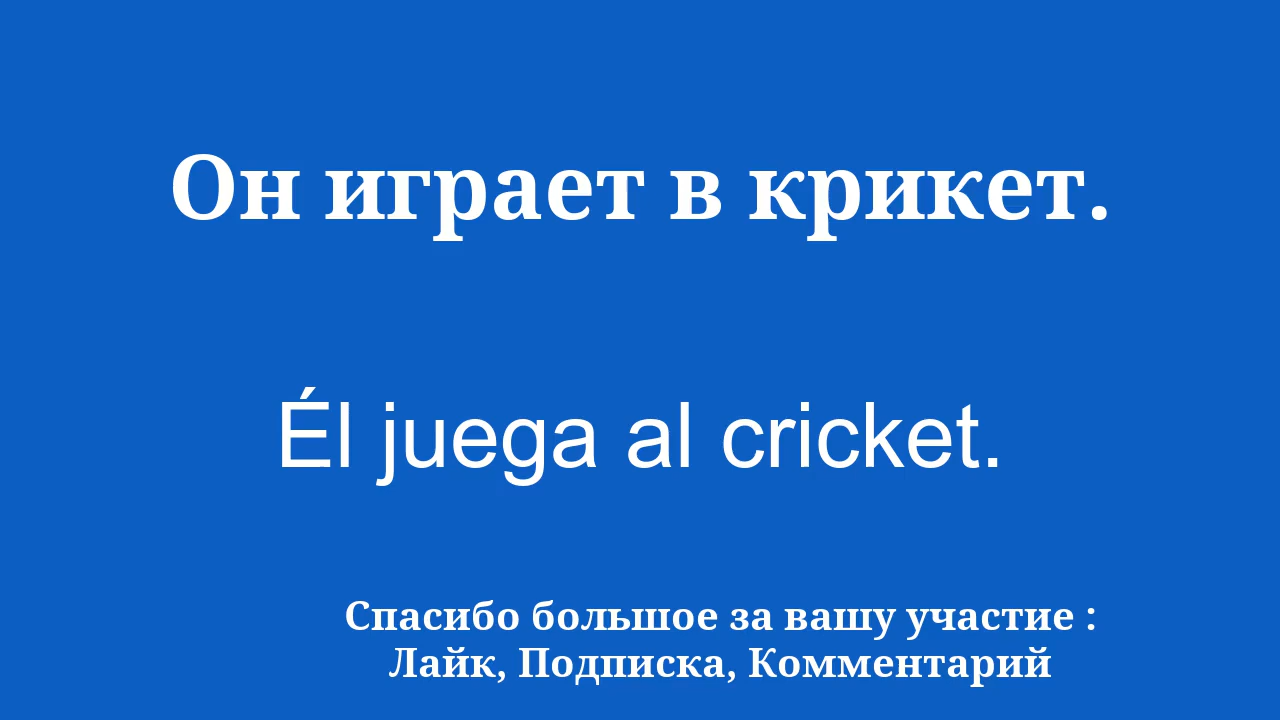 Он играет в крикет.
Él juega al cricket.
Спасибо большое за вашу участие :
Лайк, Подписка, Комментарий